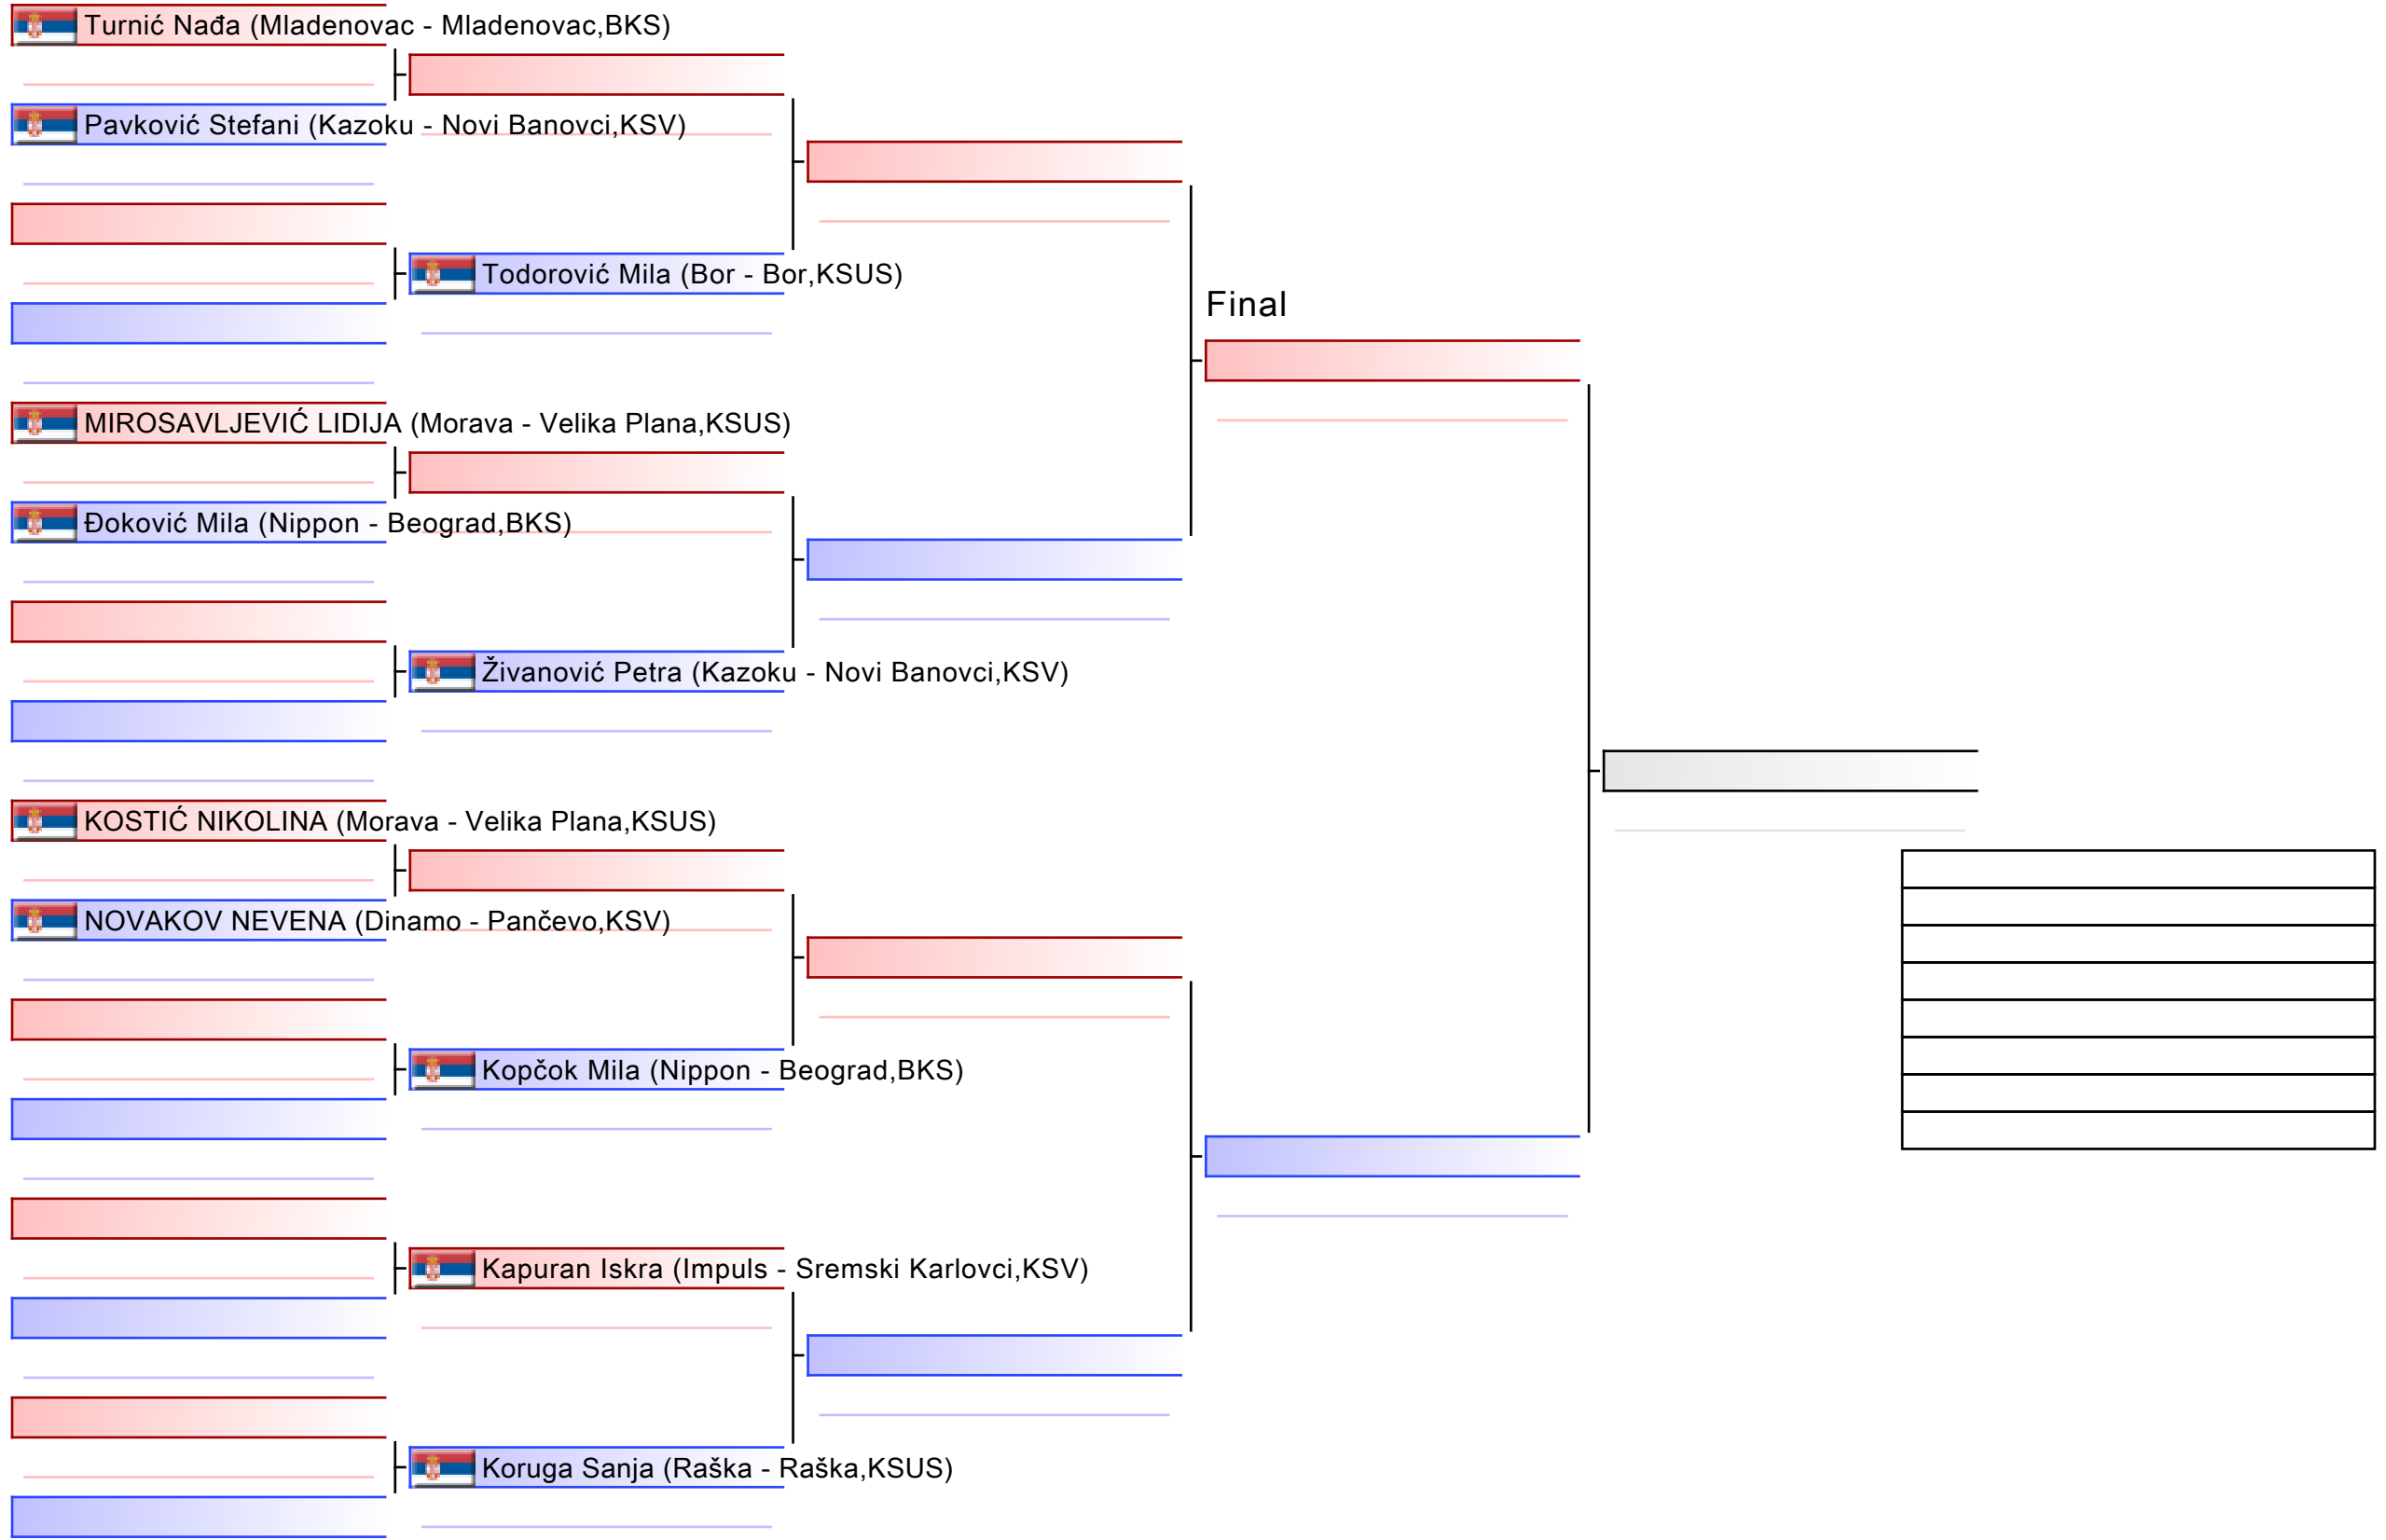 Turnić Nađa (Mladenovac - Mladenovac,BKS)
Pavković Stefani (Kazoku - Novi Banovci,KSV)
Todorović Mila (Bor - Bor,KSUS)
Final
MIROSAVLJEVIĆ LIDIJA (Morava - Velika Plana,KSUS)
Đoković Mila (Nippon - Beograd,BKS)
Živanović Petra (Kazoku - Novi Banovci,KSV)
KOSTIĆ NIKOLINA (Morava - Velika Plana,KSUS)
NOVAKOV NEVENA (Dinamo - Pančevo,KSV)
Kopčok Mila (Nippon - Beograd,BKS)
Kapuran Iskra (Impuls - Sremski Karlovci,KSV)
Koruga Sanja (Raška - Raška,KSUS)